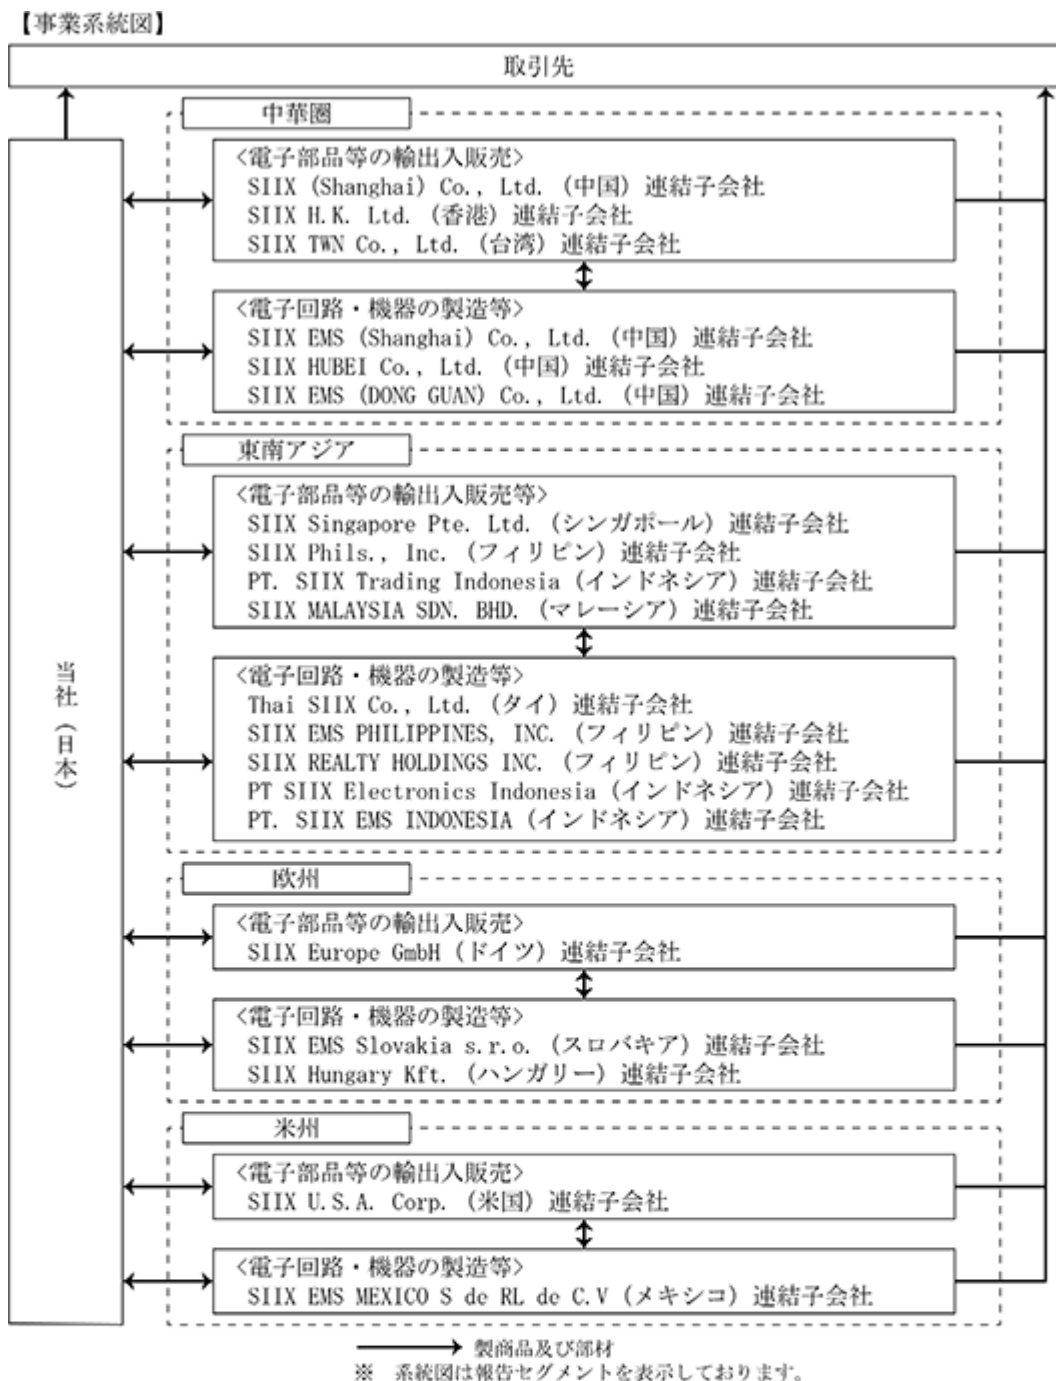 【事業系統図】
取引先
中華圏
<電子部品等の輸出入販売>
SIIX (Shanghai) Co., Ltd. (中国) 連結子会社
SIIX H.K. Ltd. (香港) 連結子会社
SIIX TWN Co., Ltd. (台湾) 連結子会社
<電子回路・機器の製造等>
SIIX EMS (Shanghai) Co., Ltd. (中国) 連結子会社
SIIX HUBEI Co., Ltd. (中国) 連結子会社
SIIX EMS (DONG GUAN) Co., Ltd. (中国) 連結子会社
東南アジア
<電子部品等の輸出入販売等>
SIIX Singapore Pte. Ltd. (シンガポール) 連結子会社
SIIX Phils., Inc. (フィリピン) 連結子会社
PT. SIIX Trading Indonesia (インドネシア) 連結子会社
SIIX MALAYSIA SDN. BHD. (マレーシア) 連結子会社
<電子回路・機器の製造等>
Thai SIIX Co., Ltd. (タイ) 連結子会社
SIIX EMS PHILIPPINES, INC. (フィリピン) 連結子会社
SIIX REALTY HOLDINGS INC. (フィリピン) 連結子会社
PT SIIX Electronics Indonesia (インドネシア) 連結子会社
PT. SIIX EMS INDONESIA (インドネシア) 連結子会社
当社(日本)
欧州
<電子部品等の輸出入販売>
SIIX Europe GmbH (ドイツ) 連結子会社
<電子回路・機器の製造等>
SIIX EMS Slovakia s.r.o. (スロバキア) 連結子会社
SIIX Hungary Kft. (ハンガリー) 連結子会社
米州
<電子部品等の輸出入販売>
SIIX U.S.A. Corp. (米国) 連結子会社
<電子回路・機器の製造等>
SIIX EMS MEXICO S de RL de C.V (メキシコ) 連結子会社
製商品及び部材
※ 系統図は報告セグメントを表示しております。